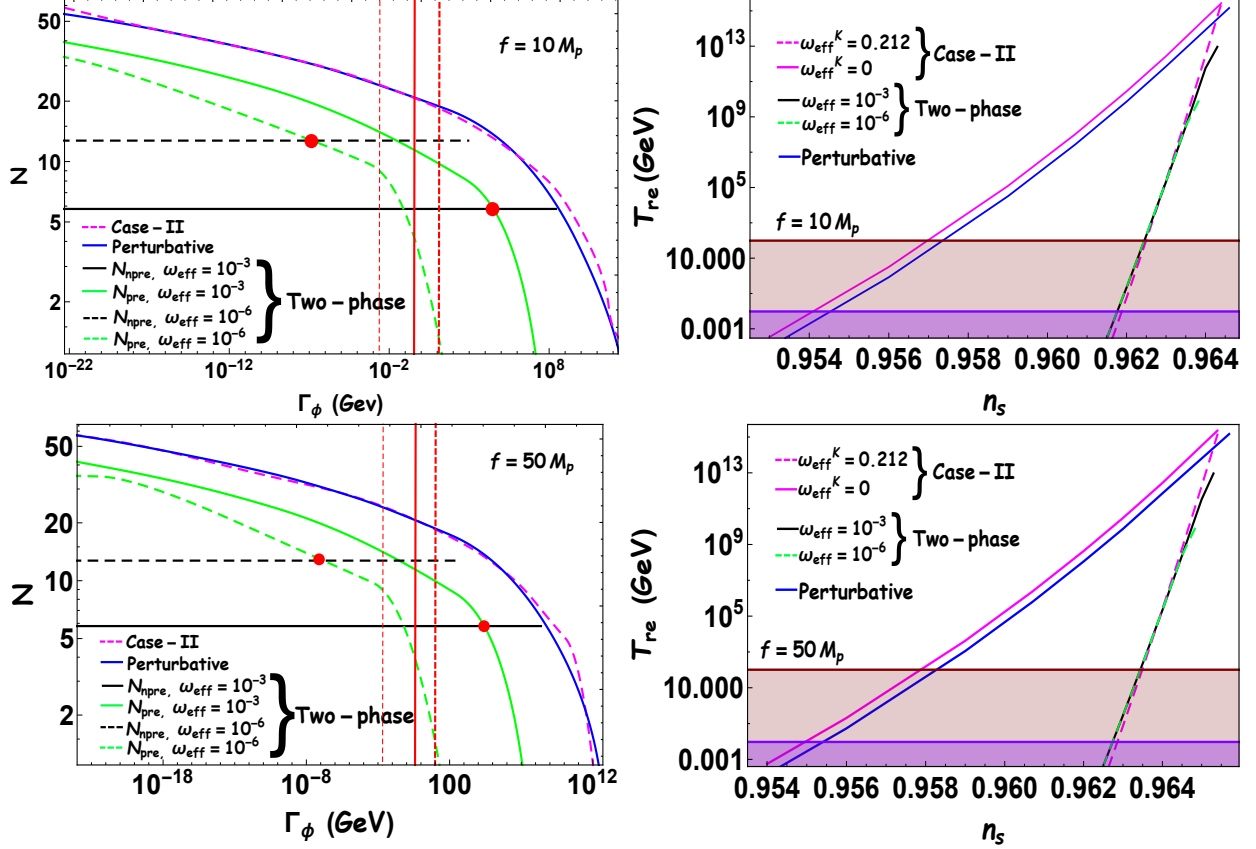 50
20
10
5
2
N
f = 10 M_p
Case-II
Perturbative
N_npre, ω_eff = 10^-3
N_pre, ω_eff = 10^-3
N_npre, ω_eff = 10^-6
N_pre, ω_eff = 10^-6
Two-phase
10^-22
10^-12
10^-2
10^8
Γ_ϕ (Gev)
10^13
10^9
10^5
10.000
0.001
T_re (GeV)
ω_eff^K = 0.212
ω_eff^K = 0
Case-II
ω_eff = 10^-3
ω_eff = 10^-6
Two-phase
Perturbative
f = 10 M_p
0.954
0.956
0.958
0.960
0.962
0.964
n_s
50
20
10
5
2
N
f = 50 M_p
Case-II
Perturbative
N_npre, ω_eff = 10^-3
N_pre, ω_eff = 10^-3
N_npre, ω_eff = 10^-6
N_pre, ω_eff = 10^-6
Two-phase
10^-18
10^-8
100
10^12
Γ_ϕ (GeV)
10^13
10^9
10^5
10.000
0.001
T_re (GeV)
ω_eff^K = 0.212
ω_eff^K = 0
Case-II
ω_eff = 10^-3
ω_eff = 10^-6
Two-phase
Perturbative
f = 50 M_p
0.954
0.956
0.958
0.960
0.962
0.964
n_s